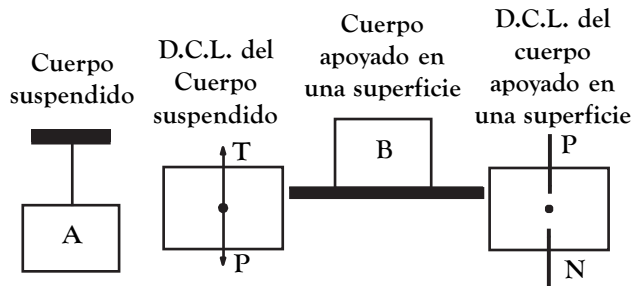 Cuerpo
suspendido
A
D.C.L. del
Cuerpo
suspendido
T
P
Cuerpo
apoyado en
una superficie
B
D.C.L. del
cuerpo
apoyado en
una superficie
P
N